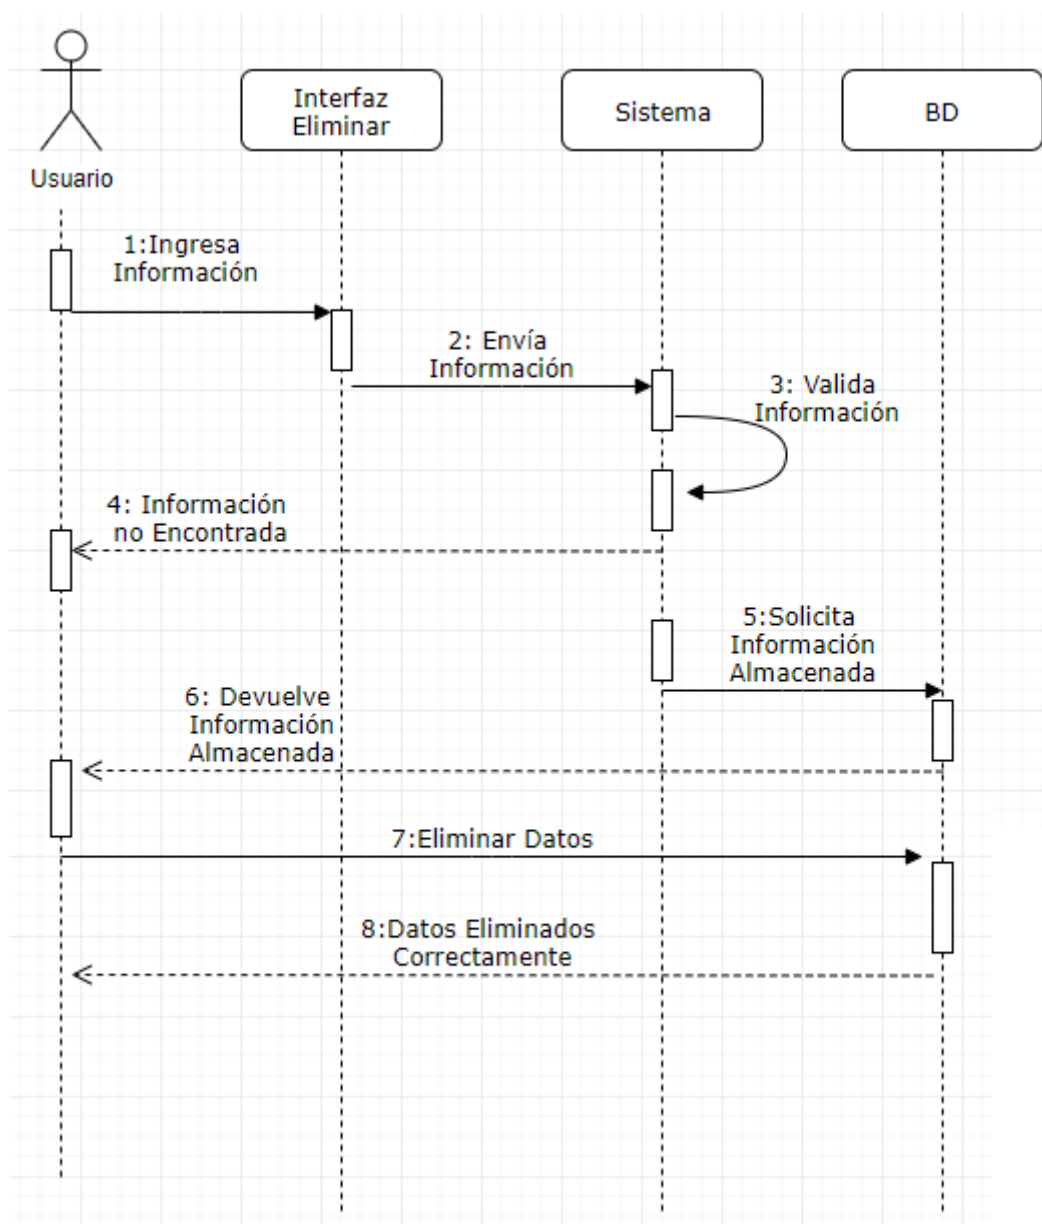 Interfaz
Eliminar
Sistema
BD
Usuario
1:Ingresa
Información
2: Envía
Información
3: Valida
Información
4: Información
no Encontrada
5:Solicita
Información
Almacenada
6: Devuelve
Información
Almacenada
7:Eliminar Datos
8:Datos Eliminados
Correctamente